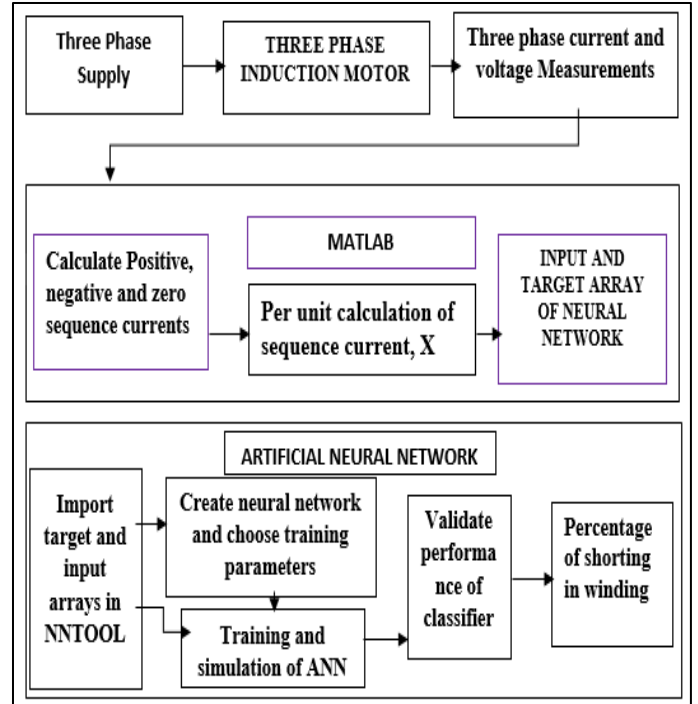 Three Phase
Supply
THREE PHASE
INDUCTION MOTOR
Three phase current and
voltage Measurements
MATLAB
Calculate Positive,
negative and zero
sequence currents
Per unit calculation of
sequence current, X
INPUT AND
TARGET ARRAY
OF NEURAL
NETWORK
ARTIFICIAL NEURAL NETWORK
Import
target and
input
arrays in
NNTOOL
Create neural network
and choose training
parameters
Training and
simulation of ANN
Validate
performa
nce of
classifier
Percentage
of shorting
in winding